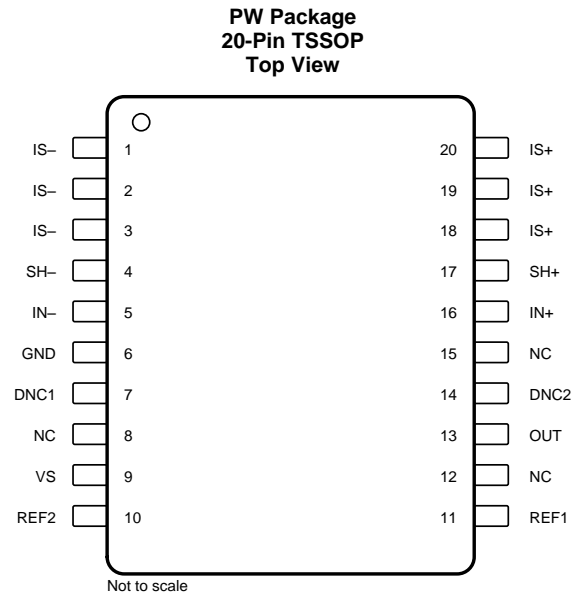 PW Package
20-Pin TSSOP
Top View
IS– 1 20 IS+
IS– 2 19 IS+
IS– 3 18 IS+
SH– 4 17 SH+
IN– 5 16 IN+
GND 6 15 NC
DNC1 7 14 DNC2
NC 8 13 OUT
VS 9 12 NC
REF2 10 11 REF1
Not to scale